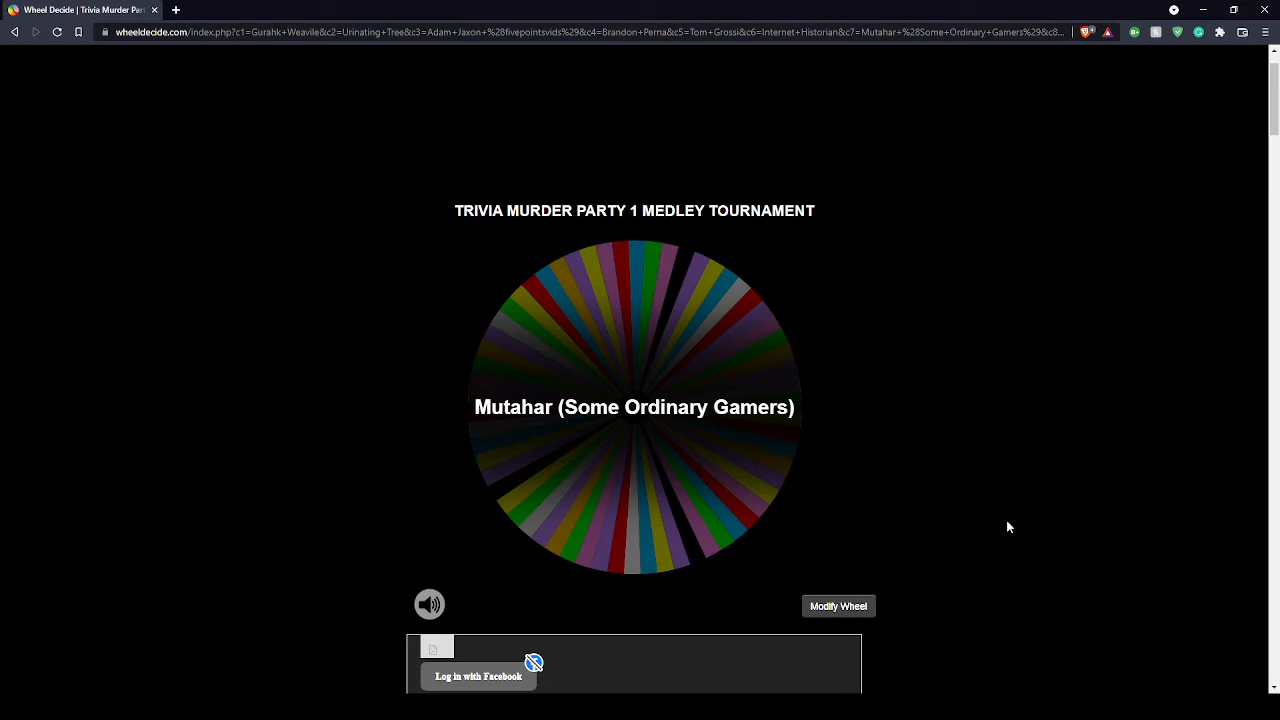 Wheel Decide | Trivia Murder Par
wheeldecide.com/index.php?c1=Gurahk+Weavile&c2=Urinating+Tree&c3=Adam+Jaxon+%28fivepointsvids%29&c4=Brandon+Perna&c5=Tom+Grossi&c6=Internet+Historian&c7=Mutahar+%28Some+Ordinary+Gamers%29&c8...
TRIVIA MURDER PARTY 1 MEDLEY TOURNAMENT
Mutahar (Some Ordinary Gamers)
Modify Wheel
Log in with Facebook